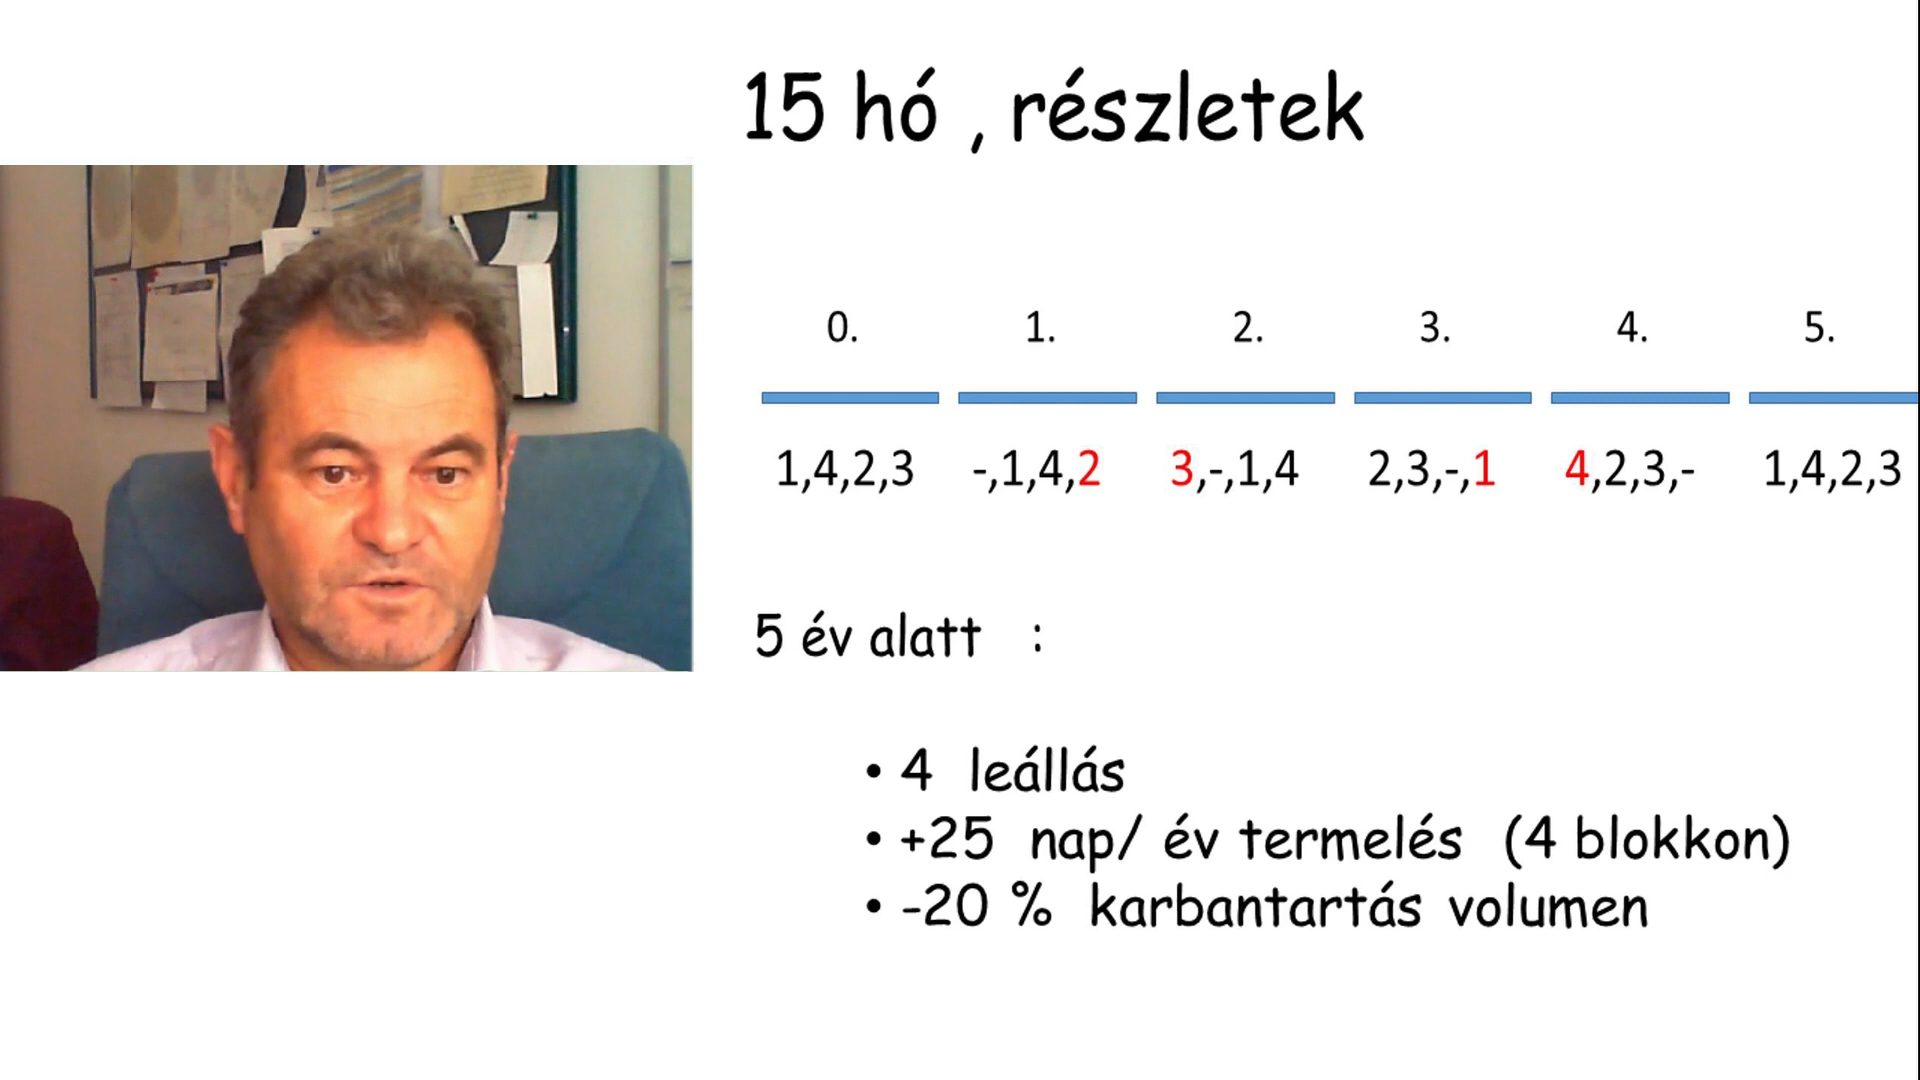 15 hó , részletek
0. 1. 2. 3. 4. 5.
1,4,2,3 -,1,4,2 3,-,1,4 2,3,-,1 4,2,3,- 1,4,2,3
5 év alatt :
• 4 leállás
• +25 nap/ év termelés (4 blokkon)
• -20 % karbantartás volumen